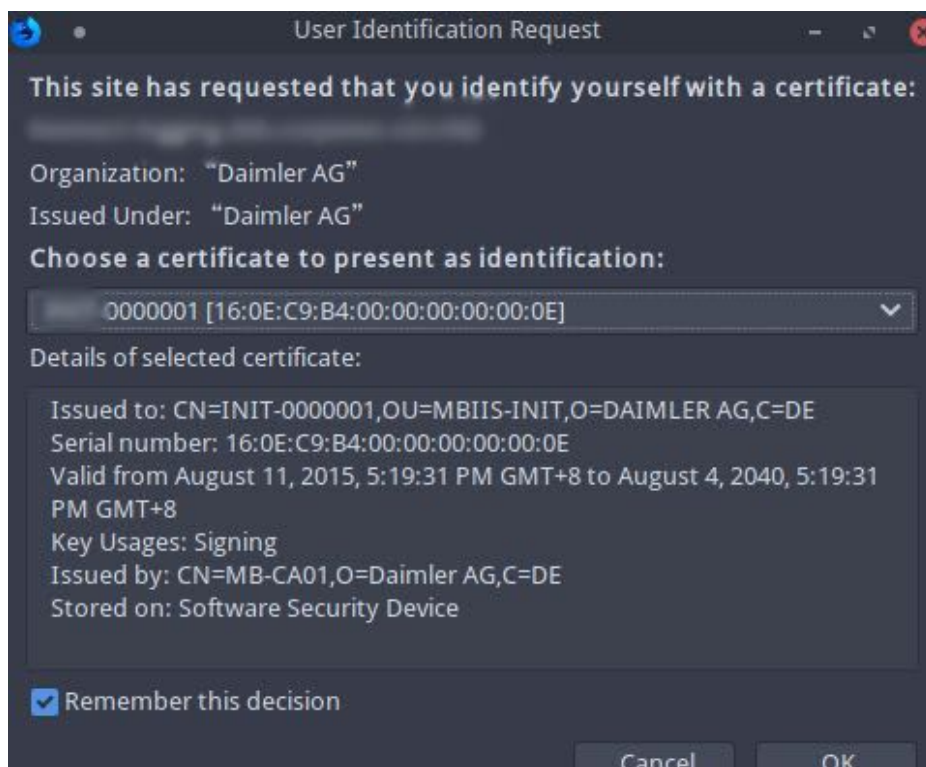 User Identification Request
This site has requested that you identify yourself with a certificate:
Organization: “Daimler AG”
Issued Under: “Daimler AG”
Choose a certificate to present as identification:
0000001 [16:0E:C9:B4:00:00:00:00:00:0E]
Details of selected certificate:
Issued to: CN=INIT-0000001,OU=MBIIS-INIT,O=DAIMLER AG,C=DE
Serial number: 16:0E:C9:B4:00:00:00:00:00:0E
Valid from August 11, 2015, 5:19:31 PM GMT+8 to August 4, 2040, 5:19:31
PM GMT+8
Key Usages: Signing
Issued by: CN=MB-CA01,O=Daimler AG,C=DE
Stored on: Software Security Device
Remember this decision
Cancel OK